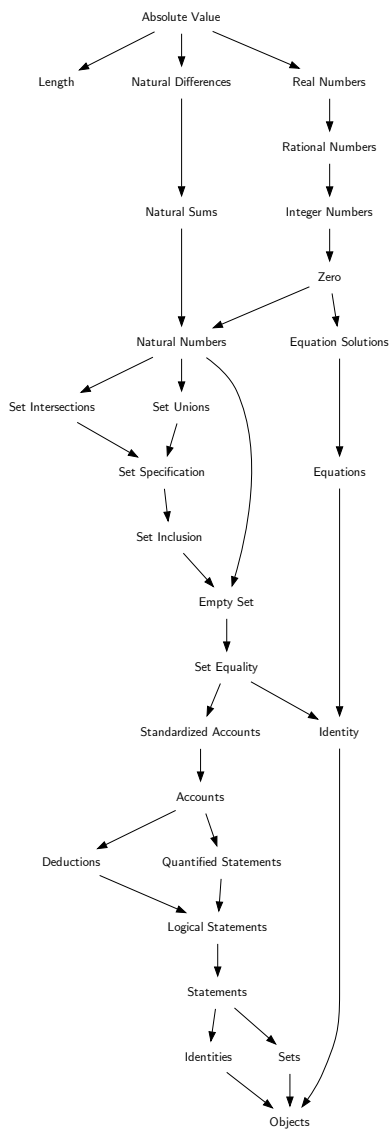 Absolute Value
Length
Natural Differences
Real Numbers
Rational Numbers
Natural Sums
Integer Numbers
Zero
Natural Numbers
Equation Solutions
Set Intersections
Set Unions
Set Specification
Equations
Set Inclusion
Empty Set
Set Equality
Standardized Accounts
Identity
Accounts
Deductions
Quantified Statements
Logical Statements
Statements
Identities
Sets
Objects